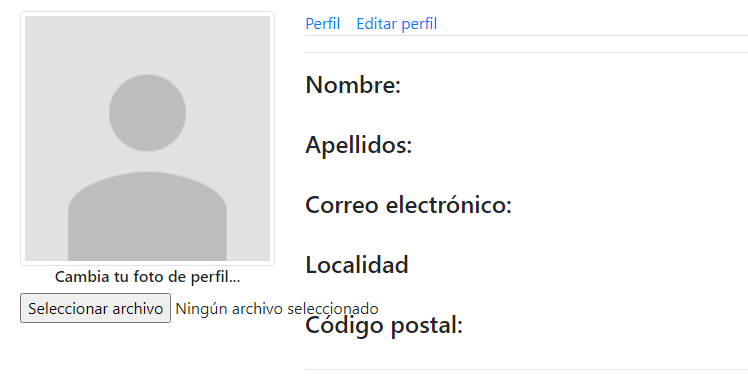 Perfil Editar perfil
Nombre:
Apellidos:
Correo electrónico:
Localidad
Código postal:
Cambia tu foto de perfil...
Seleccionar archivo Ningún archivo seleccionado